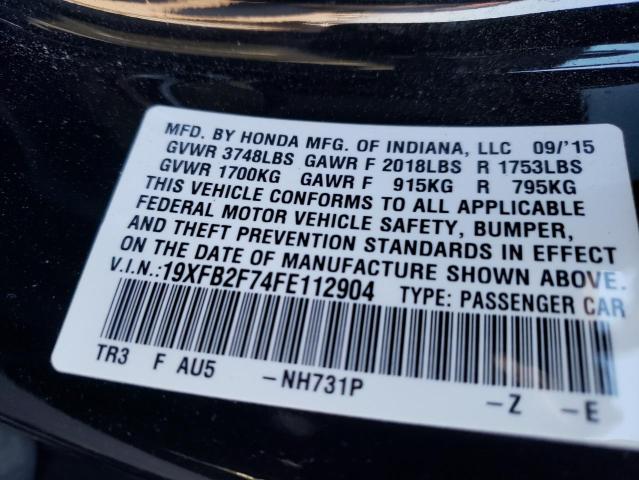 MFD. BY HONDA MFG. OF INDIANA, LLC 09/'15
GVWR 3748LBS GAWR F 2018LBS R 1753LBS
GVWR 1700KG GAWR F 915KG R 795KG
THIS VEHICLE CONFORMS TO ALL APPLICABLE
FEDERAL MOTOR VEHICLE SAFETY, BUMPER,
AND THEFT PREVENTION STANDARDS IN EFFECT
ON THE DATE OF MANUFACTURE SHOWN ABOVE.
V.I.N.:19XFB2F74FE112904 TYPE: PASSENGER CAR
TR3 F AU5 -NH731P -Z -E